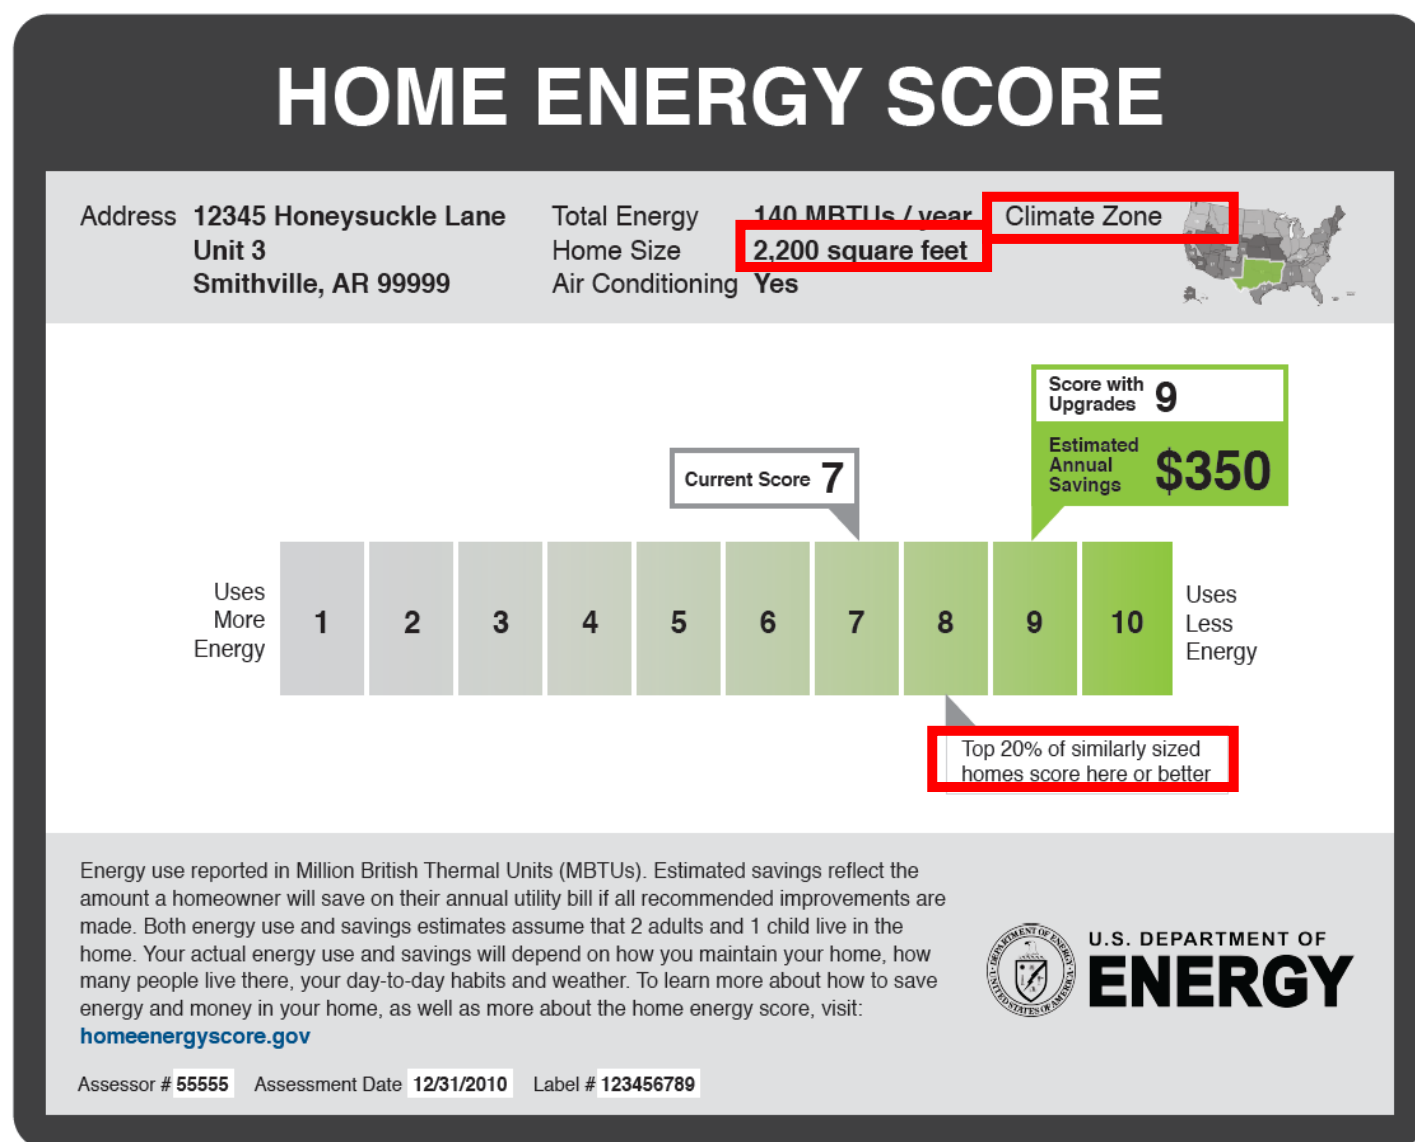 HOME ENERGY SCORE
Address 12345 Honeysuckle Lane
Unit 3
Smithville, AR 99999
Total Energy 140 MBTUs / year
Home Size 2,200 square feet
Air Conditioning Yes
Climate Zone
Score with
Upgrades 9
Estimated
Annual
Savings $350
Current Score 7
Uses
More
Energy
1 2 3 4 5 6 7 8 9 10
Uses
Less
Energy
Top 20% of similarly sized
homes score here or better
Energy use reported in Million British Thermal Units (MBTUs). Estimated savings reflect the
amount a homeowner will save on their annual utility bill if all recommended improvements are
made. Both energy use and savings estimates assume that 2 adults and 1 child live in the
home. Your actual energy use and savings will depend on how you maintain your home, how
many people live there, your day-to-day habits and weather. To learn more about how to save
energy and money in your home, as well as more about the home energy score, visit:
homeenergyscore.gov
Assessor # 55555 Assessment Date 12/31/2010 Label # 123456789
DEPARTMENT OF ENERGY
UNITED STATES OF AMERICA
U.S. DEPARTMENT OF
ENERGY